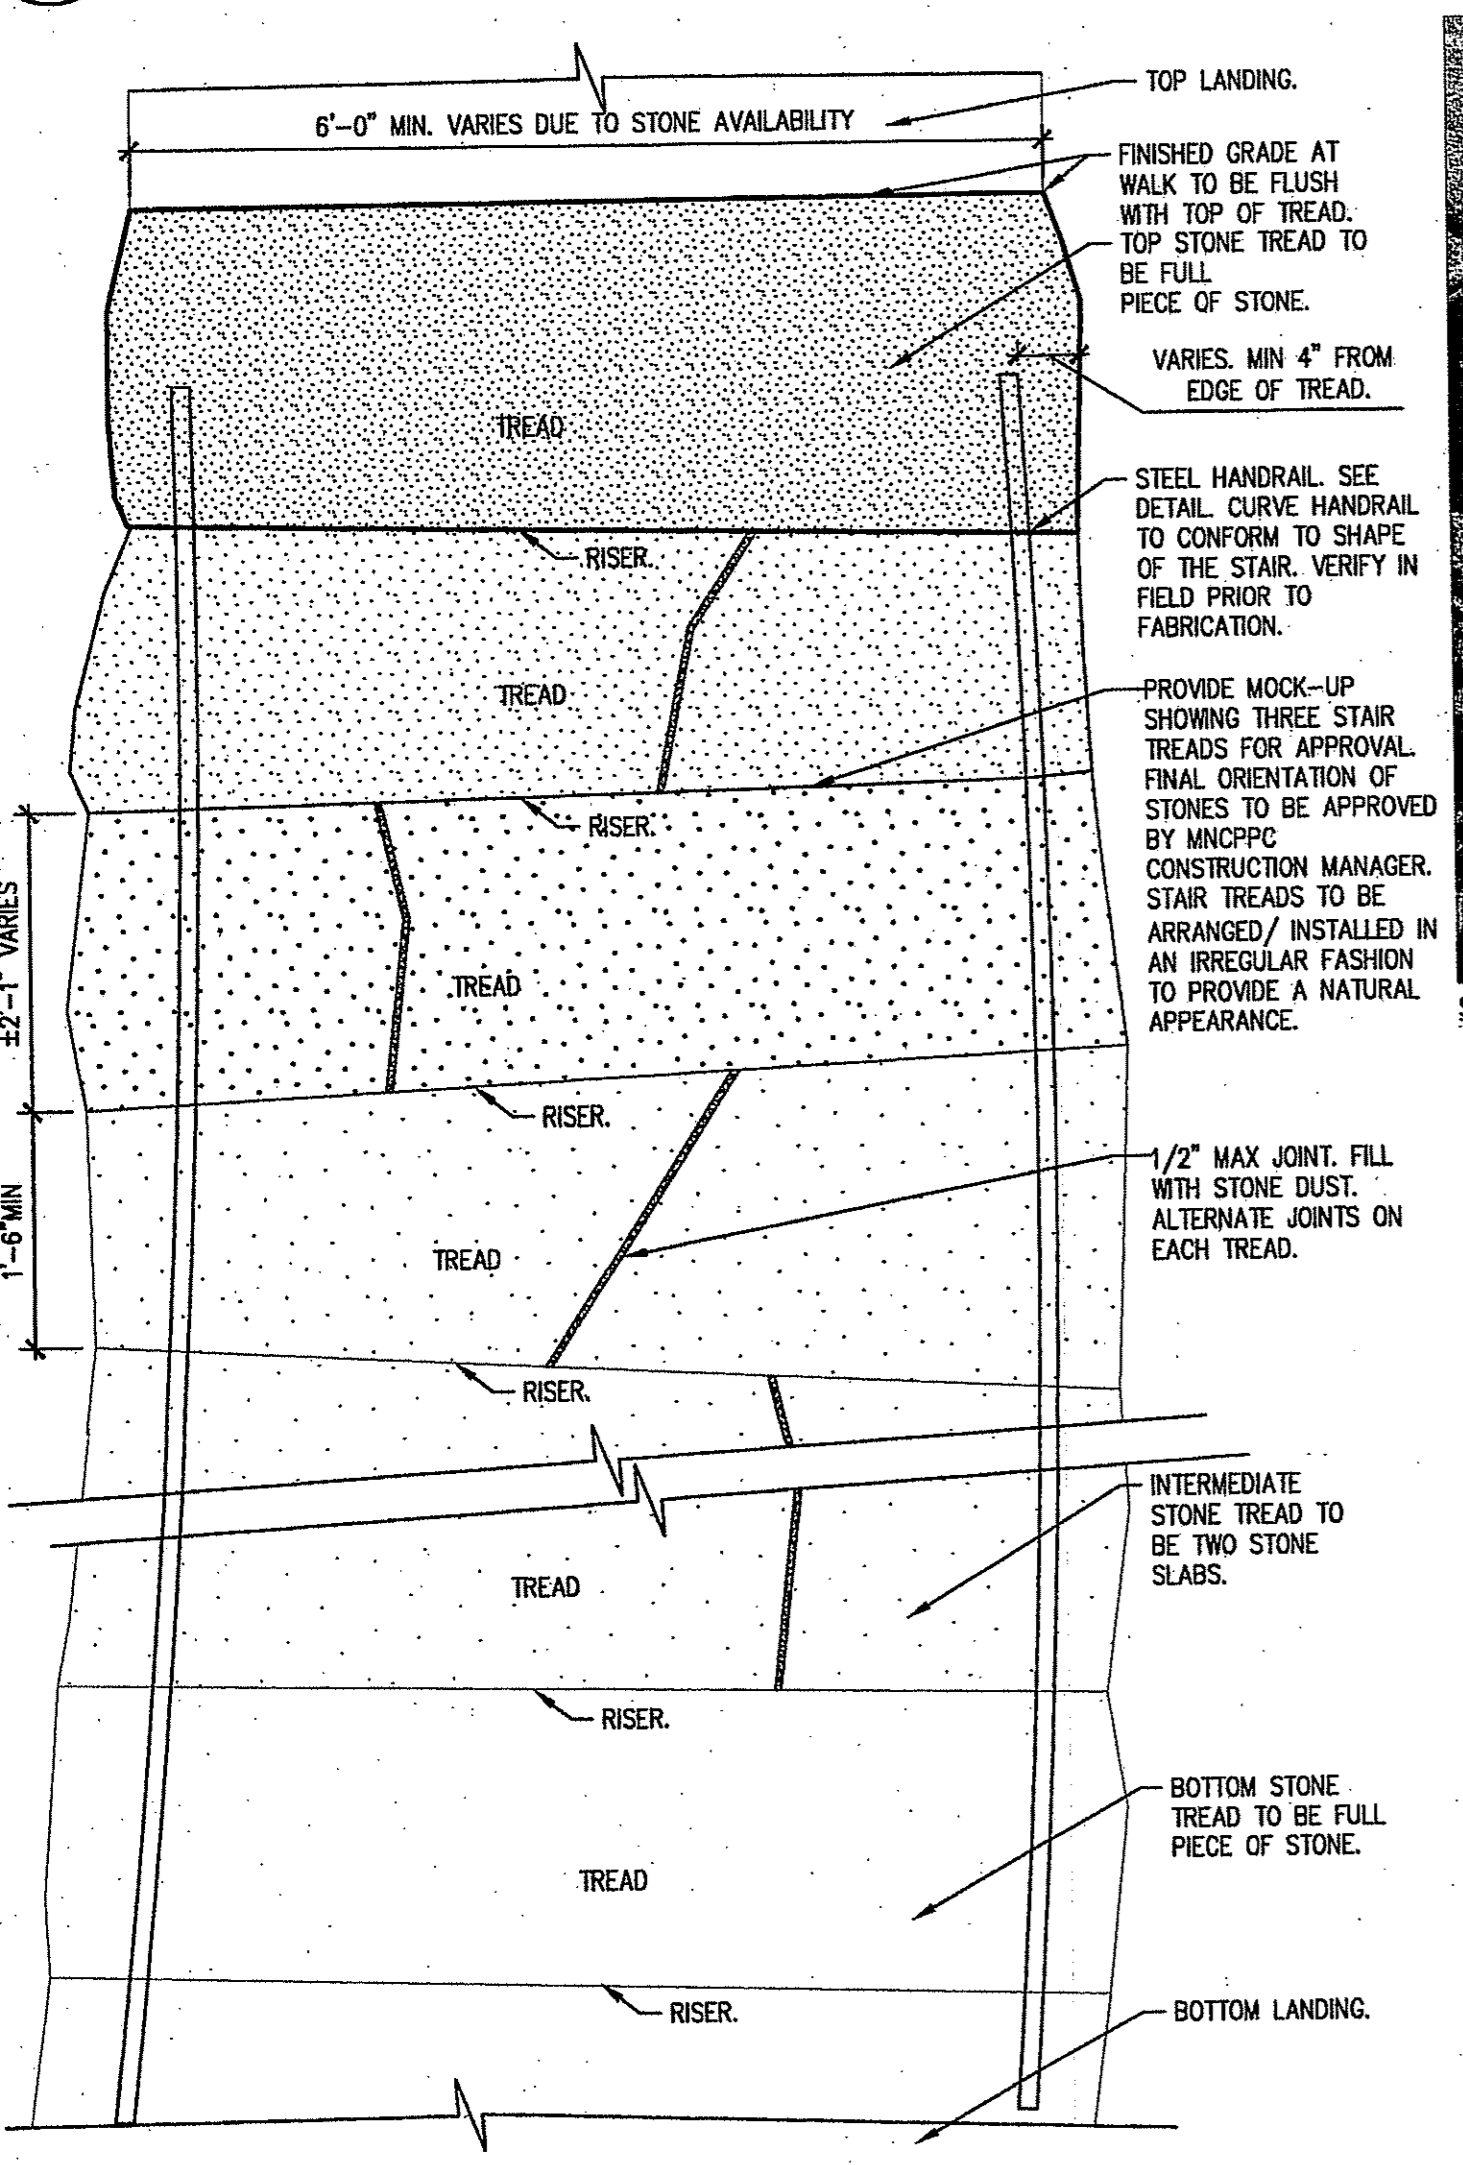 TOP LANDING.
6'-0" MIN. VARIES DUE TO STONE AVAILABILITY
FINISHED GRADE AT
WALK TO BE FLUSH
WITH TOP OF TREAD.
TOP STONE TREAD TO
BE FULL
PIECE OF STONE.
VARIES. MIN 4" FROM
EDGE OF TREAD.
TREAD
STEEL HANDRAIL. SEE
DETAIL. CURVE HANDRAIL
TO CONFORM TO SHAPE
OF THE STAIR. VERIFY IN
FIELD PRIOR TO
FABRICATION.
RISER.
TREAD
PROVIDE MOCK-UP
SHOWING THREE STAIR
TREADS FOR APPROVAL.
FINAL ORIENTATION OF
STONES TO BE APPROVED
BY MNCPPC
CONSTRUCTION MANAGER.
STAIR TREADS TO BE
ARRANGED/ INSTALLED IN
AN IRREGULAR FASHION
TO PROVIDE A NATURAL
APPEARANCE.
RISER.
±2'-1" VARIES
TREAD
RISER.
1'-6"MIN
1/2" MAX JOINT. FILL
WITH STONE DUST.
ALTERNATE JOINTS ON
EACH TREAD.
TREAD
RISER.
INTERMEDIATE
STONE TREAD TO
BE TWO STONE
SLABS.
TREAD
RISER.
BOTTOM STONE
TREAD TO BE FULL
PIECE OF STONE.
TREAD
RISER.
BOTTOM LANDING.